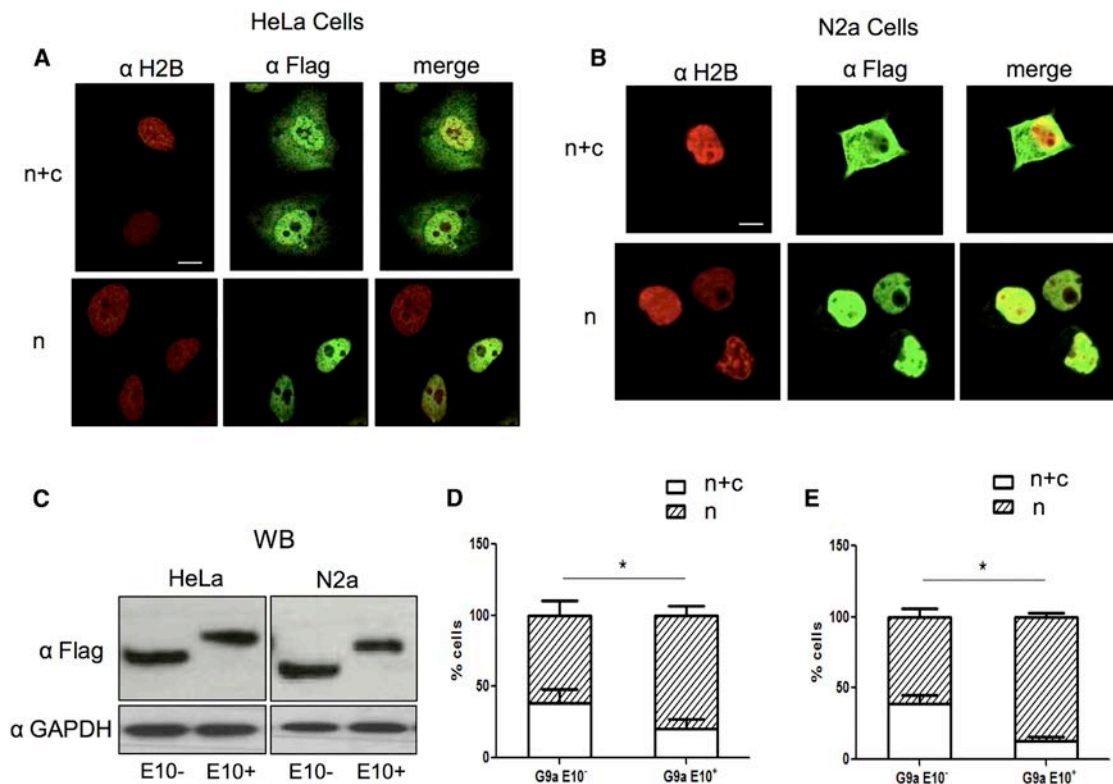 HeLa Cells
A
α H2B α Flag merge
n+c
n
N2a Cells
B
α H2B α Flag merge
n+c
n
C
WB
HeLa N2a
α Flag
α GAPDH
E10- E10+ E10- E10+
D
n+c
n
150
*
100
50
0
% cells
G9a E10⁻ G9a E10⁺
E
n+c
n
150
*
100
50
0
% cells
G9a E10⁻ G9a E10⁺